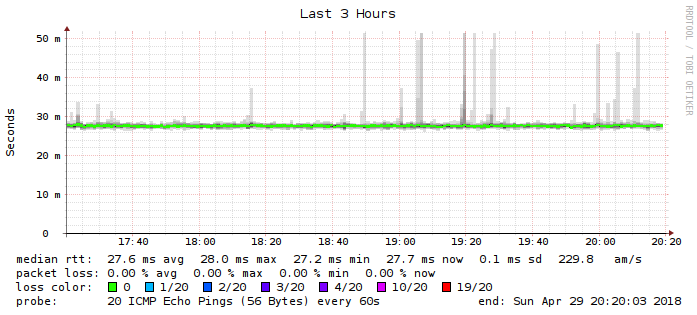 Last 3 Hours
RRDTOOL / TOBI OETIKER
Seconds
50 m
40 m
30 m
20 m
10 m
0
17:40 18:00 18:20 18:40 19:00 19:20 19:40 20:00 20:20
median rtt: 27.6 ms avg 28.0 ms max 27.2 ms min 27.7 ms now 0.1 ms sd 229.8 am/s
packet loss: 0.00 % avg 0.00 % max 0.00 % min 0.00 % now
loss color: 0 1/20 2/20 3/20 4/20 10/20 19/20
probe: 20 ICMP Echo Pings (56 Bytes) every 60s end: Sun Apr 29 20:20:03 2018